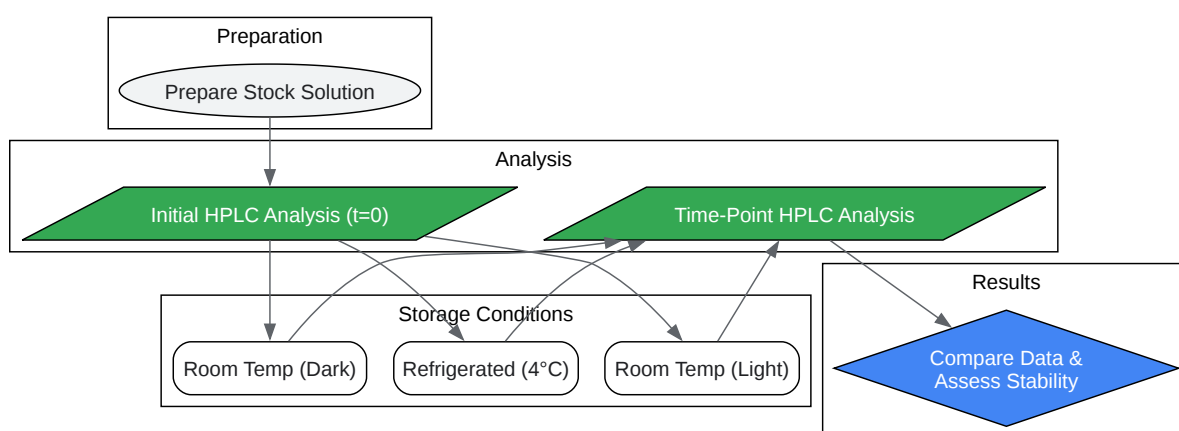 Preparation
Prepare Stock Solution
Analysis
Initial HPLC Analysis (t=0)
Time-Point HPLC Analysis
Storage Conditions
Room Temp (Dark)
Refrigerated (4°C)
Room Temp (Light)
Results
Compare Data &
Assess Stability